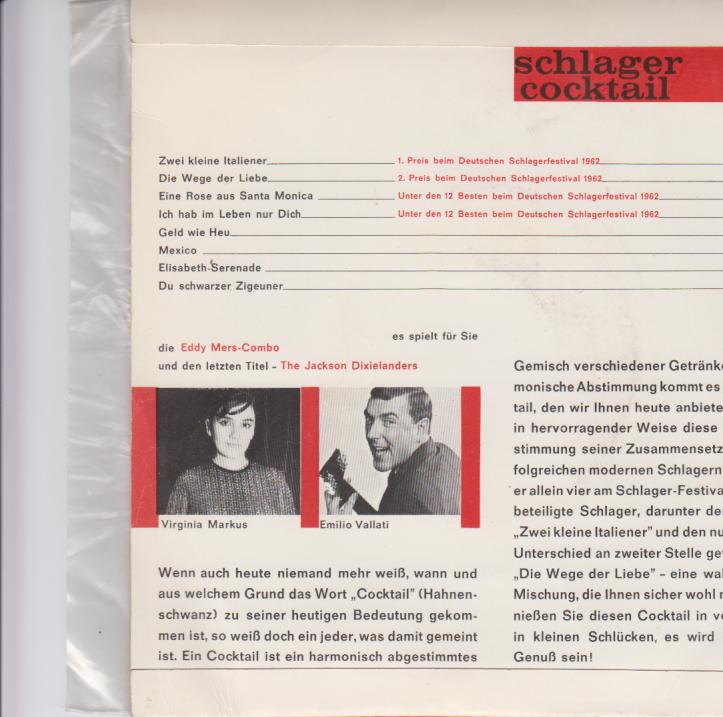 schlager
cocktail
Zwei kleine Italiener 1. Preis beim Deutschen Schlagerfestival 1962
Die Wege der Liebe 2. Preis beim Deutschen Schlagerfestival 1962
Eine Rose aus Santa Monica Unter den 12 Besten beim Deutschen Schlagerfestival 1962
Ich hab im Leben nur Dich Unter den 12 Besten beim Deutschen Schlagerfestival 1962
Geld wie Heu
Mexico
Elisabeth-Serenade
Du schwarzer Zigeuner
es spielt für Sie
die Eddy Mers-Combo
und den letzten Titel – The Jackson Dixielanders
Virginia Markus Emilio Vallati
Wenn auch heute niemand mehr weiß, wann und
aus welchem Grund das Wort „Cocktail” (Hahnen-
schwanz) zu seiner heutigen Bedeutung gekom-
men ist, so weiß doch ein jeder, was damit gemeint
ist. Ein Cocktail ist ein harmonisch abgestimmtes
Gemisch verschiedener Getränke
monische Abstimmung kommt es
tail, den wir Ihnen heute anbiete
in hervorragender Weise diese
stimmung seiner Zusammensetz
folgreichen modernen Schlagern
er allein vier am Schlager-Festiva
beteiligte Schlager, darunter de
„Zwei kleine Italiener” und den nu
Unterschied an zweiter Stelle ge
„Die Wege der Liebe” – eine wa
Mischung, die Ihnen sicher wohl
nießen Sie diesen Cocktail in v
in kleinen Schlücken, es wird
Genuß sein!